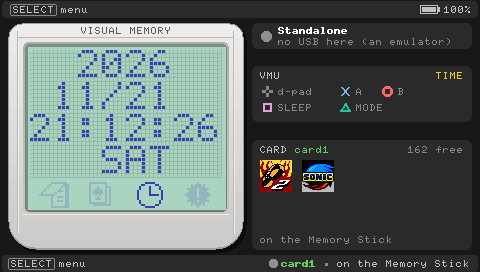 SELECT menu
100%
VISUAL MEMORY
2026
11/21
21:12:26
SAT
Standalone
no USB here (an emulator)
VMU TIME
d-pad A B
SLEEP MODE
CARD card1 162 free
SONIC
on the Memory Stick
SELECT menu
card1 • on the Memory Stick